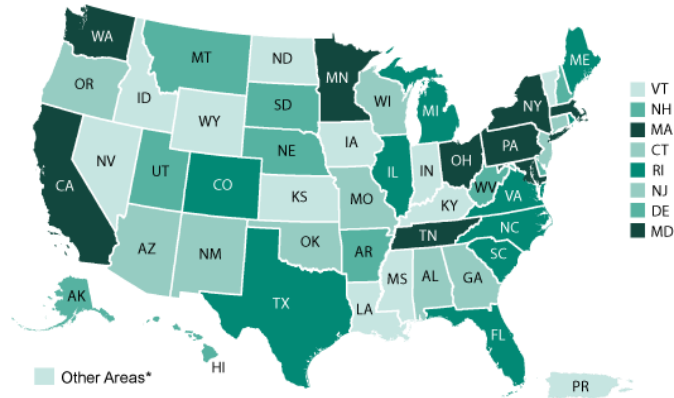 WA
MT
ND
MN
ME
OR
ID
SD
WI
NY
VT
NH
MA
CT
RI
NJ
DE
MD
WY
MI
NV
UT
NE
IA
PA
CA
CO
IL
IN
OH
WV
VA
KS
MO
KY
NC
AZ
NM
OK
AR
TN
SC
MS
AL
GA
TX
LA
AK
FL
HI
Other Areas*
PR